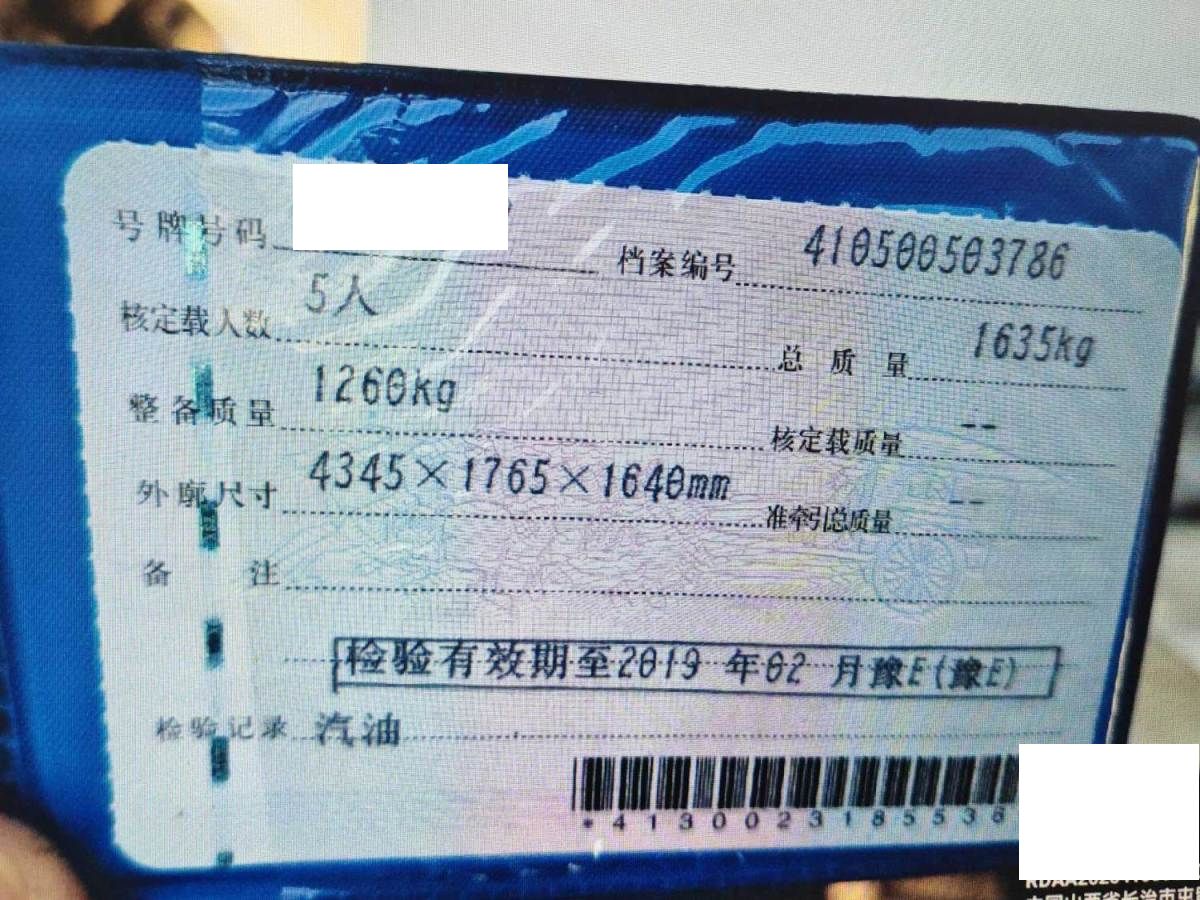 号牌号码
档案编号 410500503786
核定载人数 5人
总质量 1635kg
整备质量 1260kg
核定载质量 --
外廓尺寸 4345×1765×1640mm
准牵引总质量 --
备注
检验有效期至2019年02月豫E(豫E)
检验记录 汽油
*4130023185538